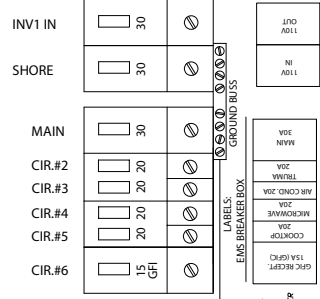 INV1 IN
30
SHORE
30
MAIN
30
CIR.#2
20
CIR.#3
20
CIR.#4
20
CIR.#5
20
CIR.#6
15
GFI
GROUND BUSS
LABELS:
EMS BREAKER BOX
110V
OUT
110V
IN
MAIN
30A
TRUMA
20A
AIR COND. 20A
MICROWAVE
20A
COOKTOP
20A
GFIC RECEPT.
15A (GFIC)